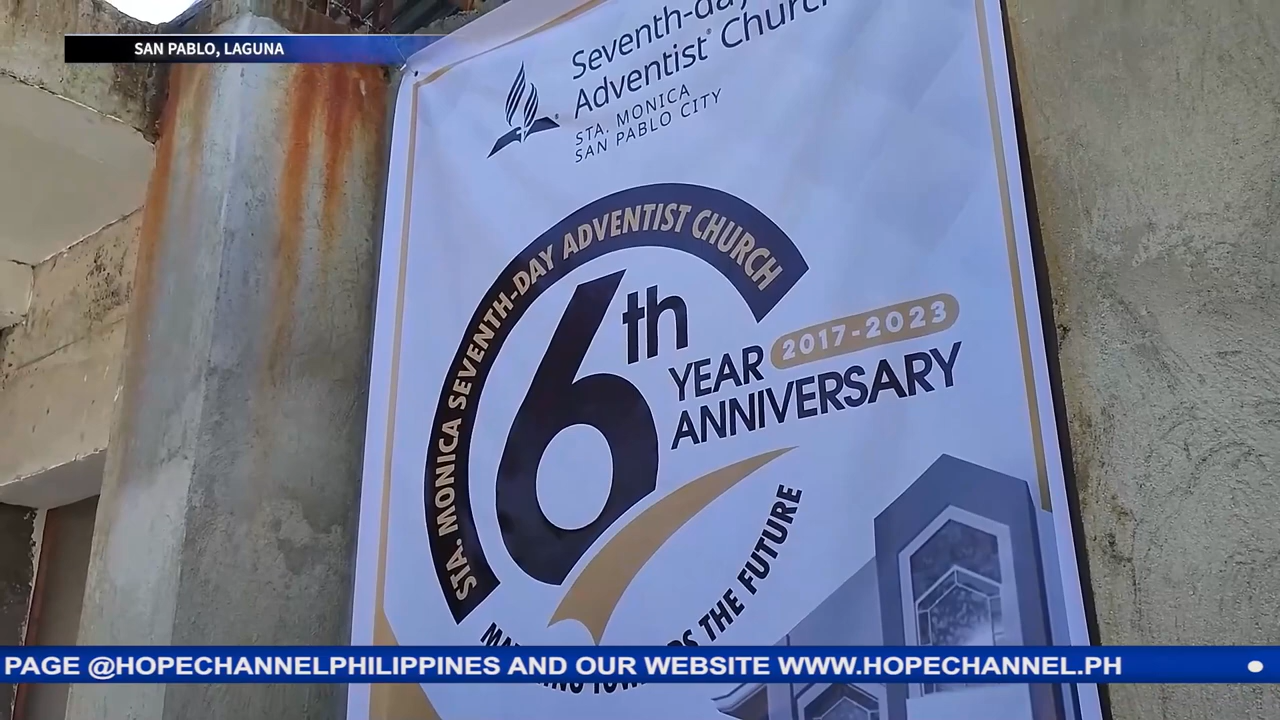 SAN PABLO, LAGUNA
Seventh-day
Adventist Church
STA. MONICA
SAN PABLO CITY
STA. MONICA SEVENTH-DAY ADVENTIST CHURCH
6th
YEAR 2017-2023
ANNIVERSARY
THE FUTURE
PAGE @HOPECHANNELPHILIPPINES AND OUR WEBSITE WWW.HOPECHANNEL.PH